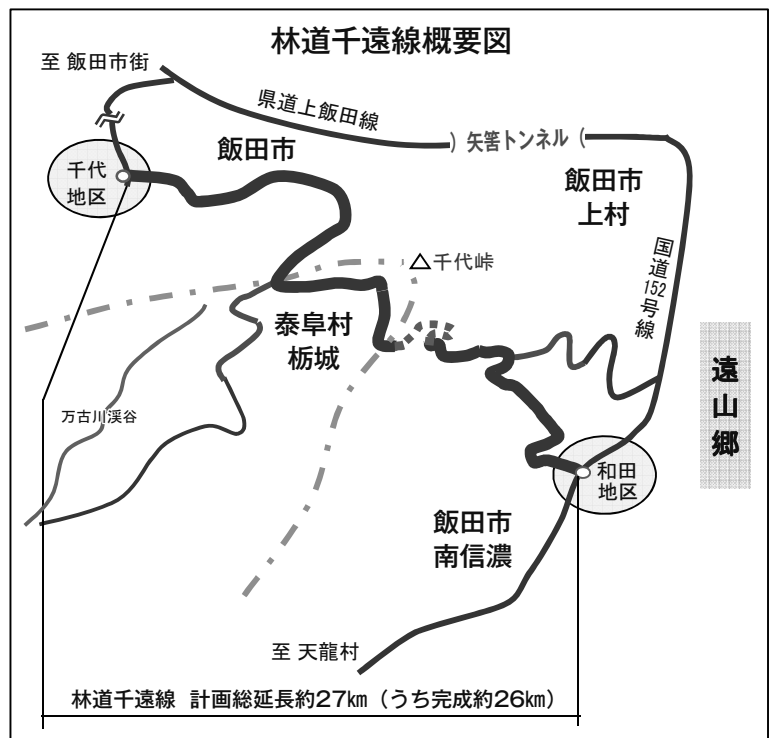 林道千遠線概要図
至 飯田市街
県道上飯田線
矢筈トンネル
飯田市
千代
地区
飯田市
上村
国道152号線
千代峠
泰阜村
栃城
遠山郷
万古川渓谷
和田
地区
飯田市
南信濃
至 天龍村
林道千遠線 計画総延長約27㎞（うち完成約26㎞）